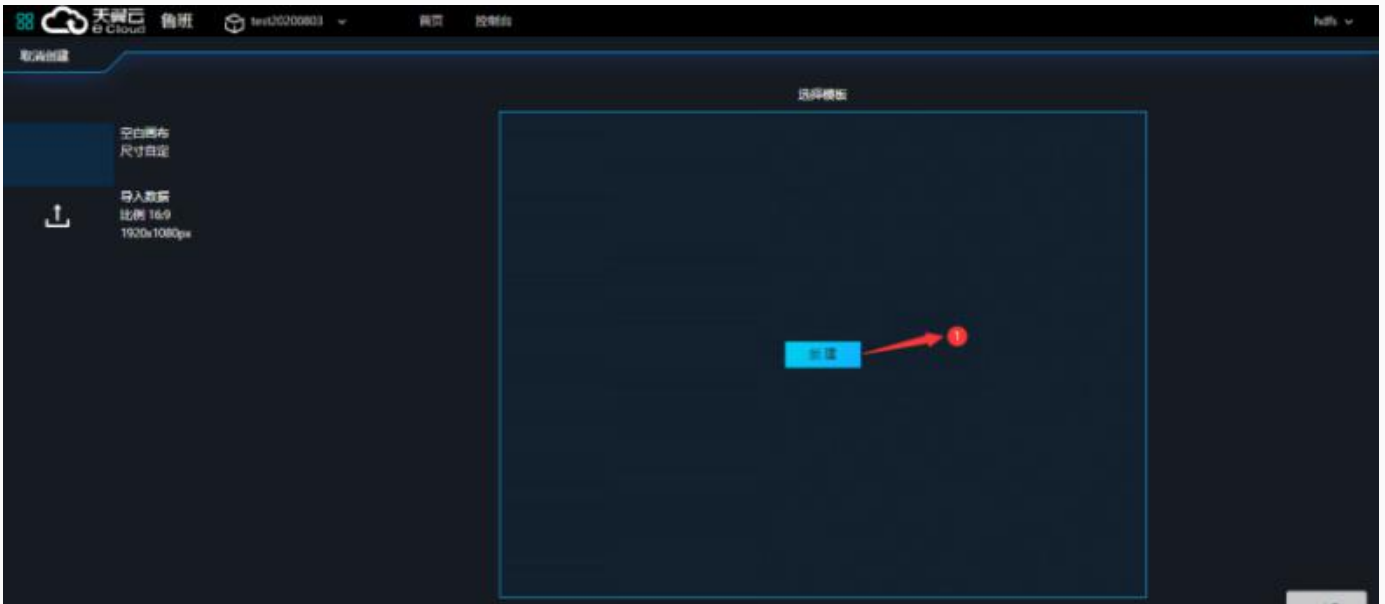 天翼云
e Cloud
鲁班
test20200803
首页
控制台
hdfs
取消创建
选择模板
空白画布
尺寸自定
导入数据
比例 16:9
1920x1080px
1